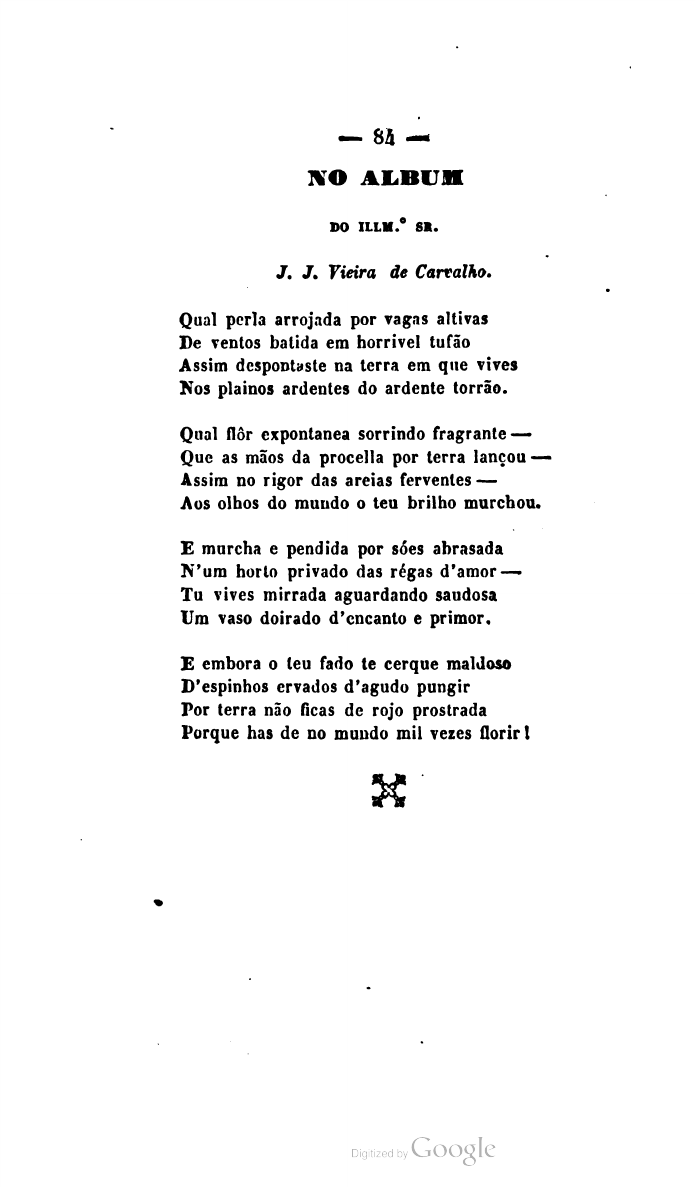 — 84 —
NO ALBUM
DO ILLM.º SR.
J. J. Vieira de Carvalho.
Qual perla arrojada por vagas altivas
De ventos batida em horrivel tufão
Assim despontaste na terra em que vives
Nos plainos ardentes do ardente torrão.
Qual flôr expontanea sorrindo fragrante —
Que as mãos da procella por terra lançou —
Assim no rigor das areias ferventes —
Aos olhos do mundo o teu brilho murchou.
E murcha e pendida por sóes abrasada
N'um horto privado das régas d'amor —
Tu vives mirrada aguardando saudosa
Um vaso doirado d'encanto e primor.
E embora o teu fado te cerque maldoso
D'espinhos ervados d'agudo pungir
Por terra não ficas de rojo prostrada
Porque has de no mundo mil vezes florir!
Digitized by Google